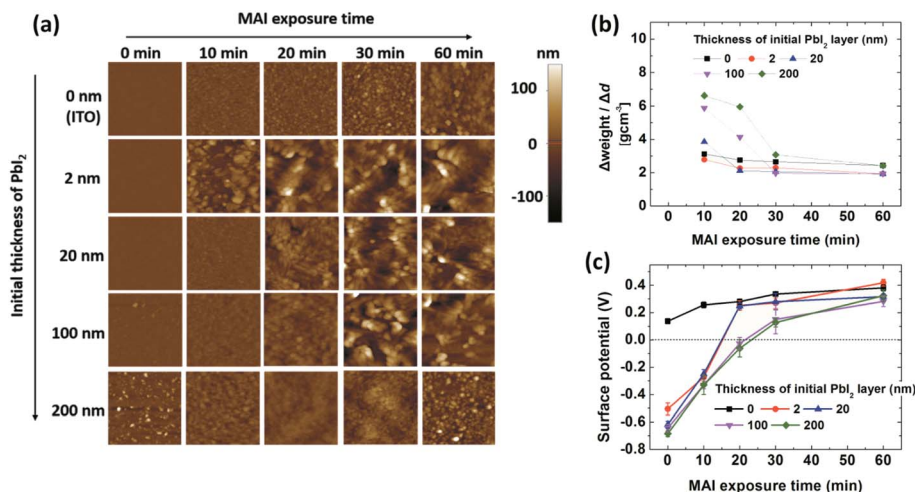 (a)
MAI exposure time
0 min 10 min 20 min 30 min 60 min
nm
100
0
-100
Initial thickness of PbI₂
0 nm
(ITO)
2 nm
20 nm
100 nm
200 nm
(b)
Δweight / Δd
[gcm⁻³]
10
8
6
4
2
0
Thickness of initial PbI₂ layer (nm)
0 2 20
100 200
0 10 20 30 40 50 60
MAI exposure time (min)
(c)
Surface potential (V)
0.4
0.2
0.0
-0.2
-0.4
-0.6
-0.8
Thickness of initial PbI₂ layer (nm)
0 2 20
100 200
0 10 20 30 40 50 60
MAI exposure time (min)